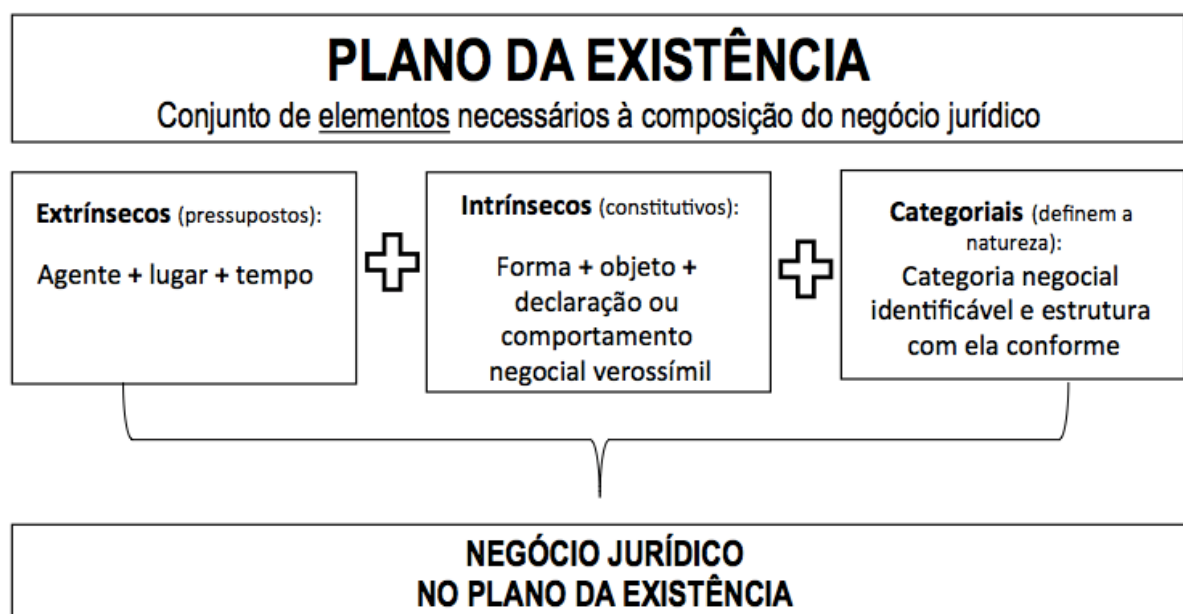 PLANO DA EXISTÊNCIA
Conjunto de elementos necessários à composição do negócio jurídico
Extrínsecos (pressupostos):
Agente + lugar + tempo
Intrínsecos (constitutivos):
Forma + objeto +
declaração ou
comportamento
negocial verossímil
Categoriais (definem a
natureza):
Categoria negocial
identificável e estrutura
com ela conforme
NEGÓCIO JURÍDICO
NO PLANO DA EXISTÊNCIA